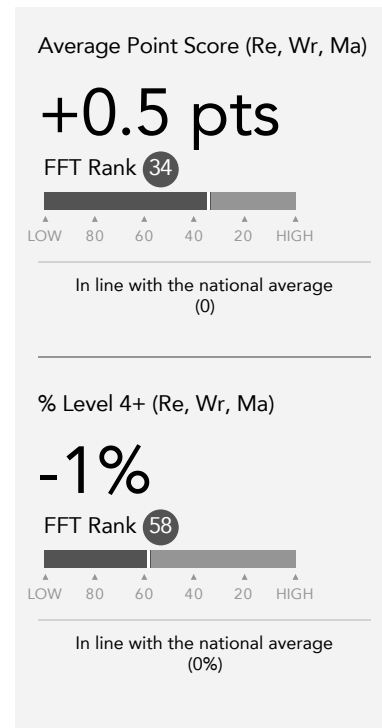 Average Point Score (Re, Wr, Ma)
+0.5 pts
FFT Rank 34
LOW 80 60 40 20 HIGH
In line with the national average
(0)
% Level 4+ (Re, Wr, Ma)
-1%
FFT Rank 58
LOW 80 60 40 20 HIGH
In line with the national average
(0%)